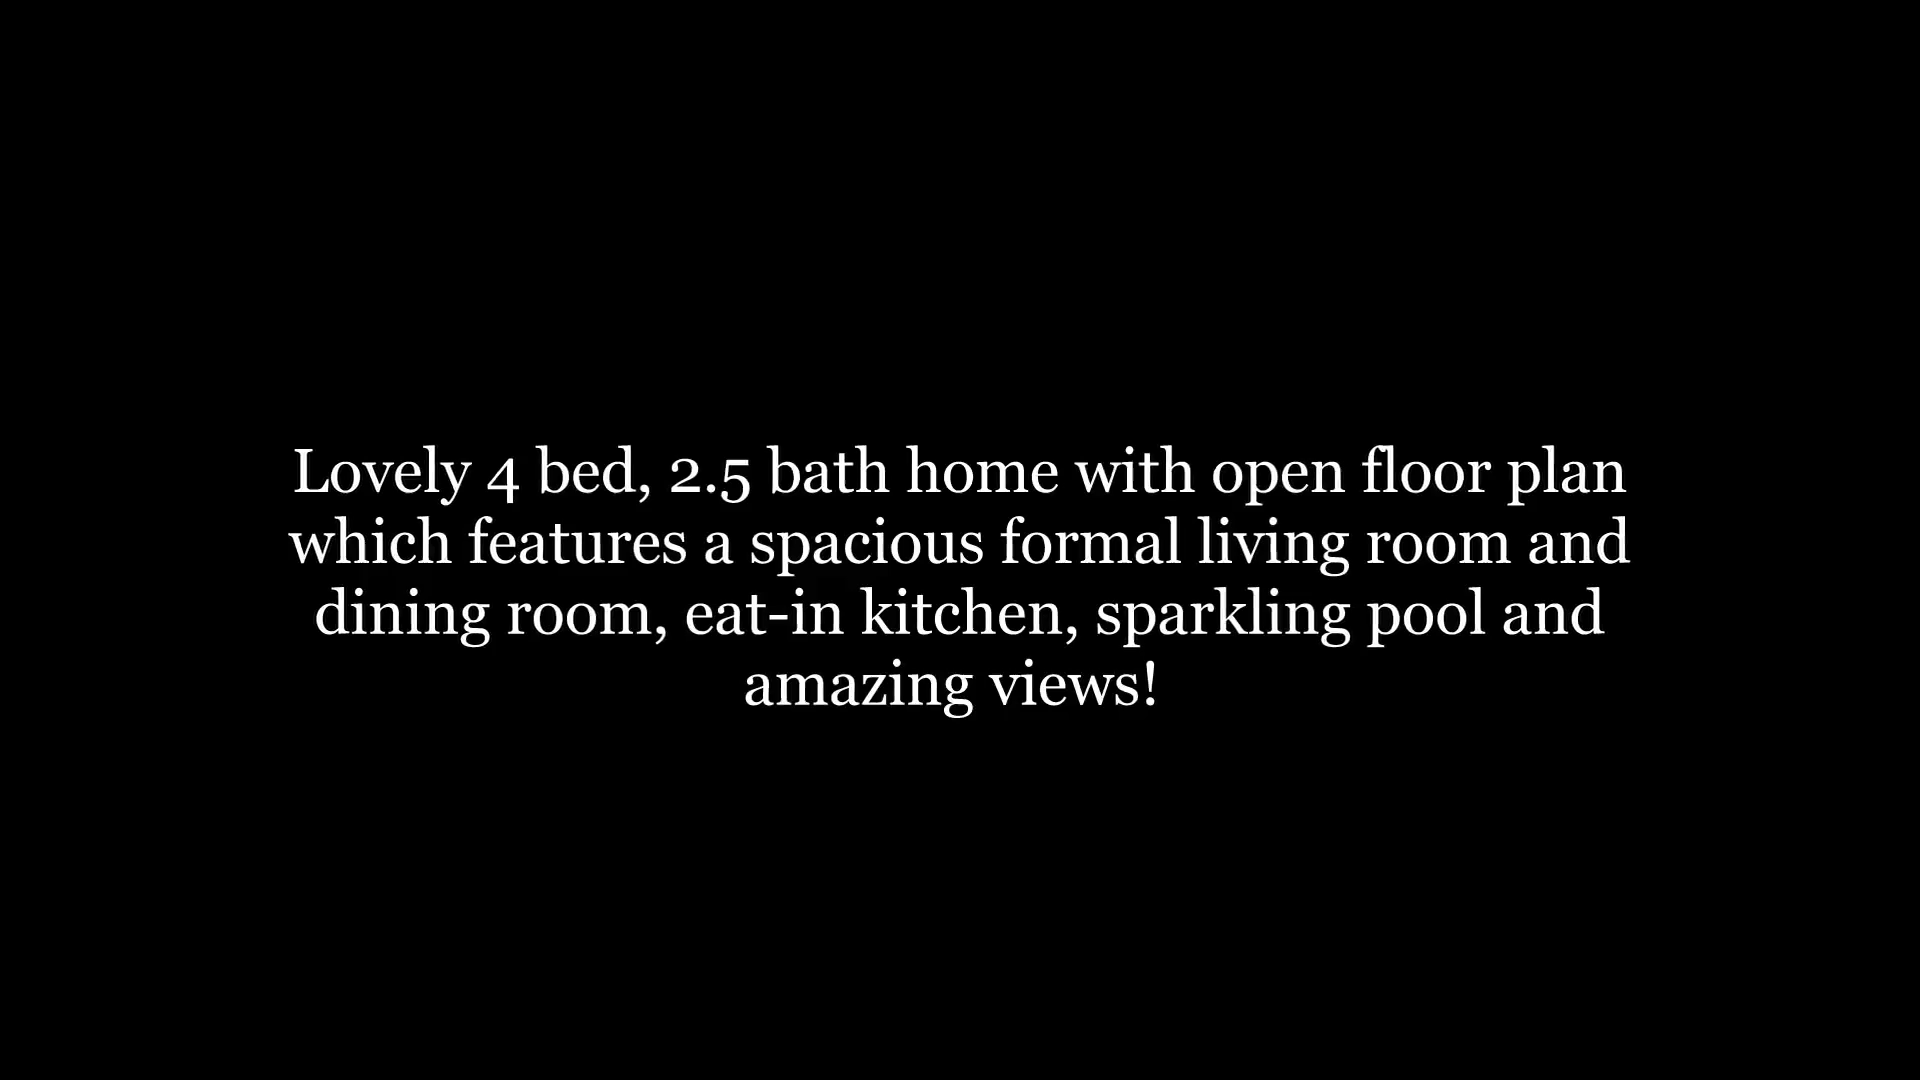 Lovely 4 bed, 2.5 bath home with open floor plan
which features a spacious formal living room and
dining room, eat-in kitchen, sparkling pool and
amazing views!